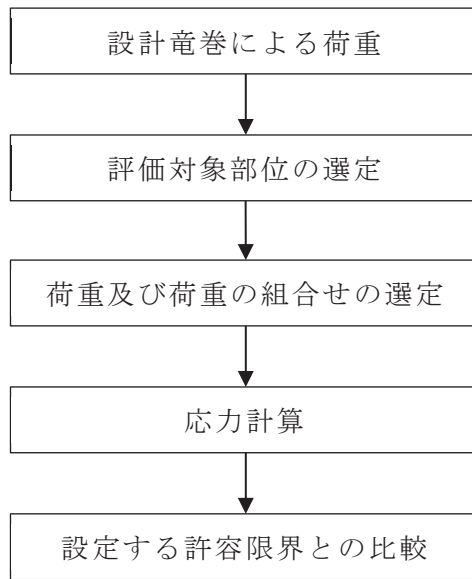 設計竜巻による荷重
評価対象部位の選定
荷重及び荷重の組合せの選定
応力計算
設定する許容限界との比較